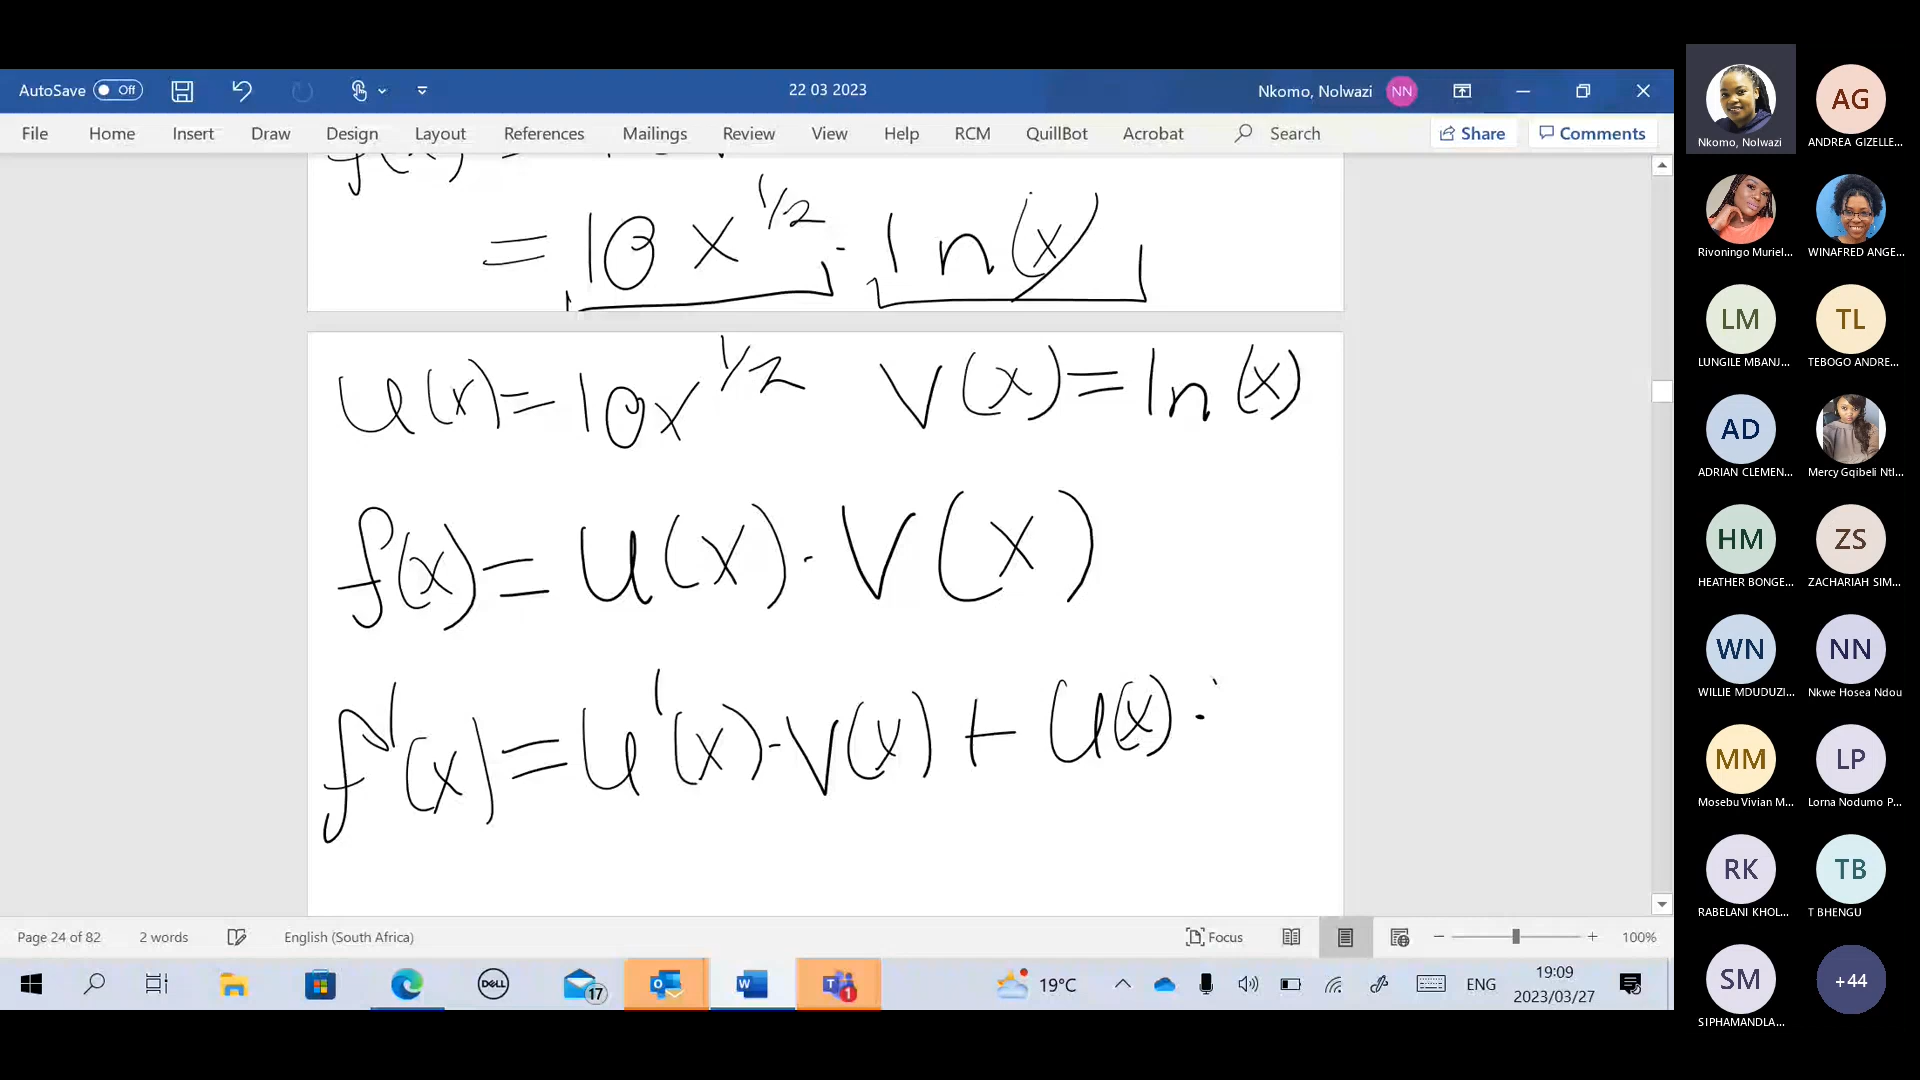 AutoSave Off
22 03 2023
Nkomo, Nolwazi NN
File Home Insert Draw Design Layout References Mailings Review View Help RCM QuillBot Acrobat Search Share Comments
= 10 x^1/2 · ln(x)
u(x) = 10x^1/2 v(x) = ln(x)
f(x) = u(x) · v(x)
f'(x) = u'(x) · v(x) + u(x) ·
Page 24 of 82 2 words English (South Africa) Focus 100%
DELL 17 19°C ENG 19:09
1 2023/03/27
AG
Nkomo, Nolwazi ANDREA GIZELLE...
Rivoningo Muriel... WINAFRED ANGE...
LM TL
LUNGILE MBANJ... TEBOGO ANDRE...
AD
ADRIAN CLEMEN... Mercy Gqibeli Ntl...
HM ZS
HEATHER BONGE... ZACHARIAH SIM...
WN NN
WILLIE MDUDUZI... Nkwe Hosea Ndou
MM LP
Mosebu Vivian M... Lorna Nodumo P...
RK TB
RABELANI KHOL... T BHENGU
SM +44
SIPHAMANDLA...